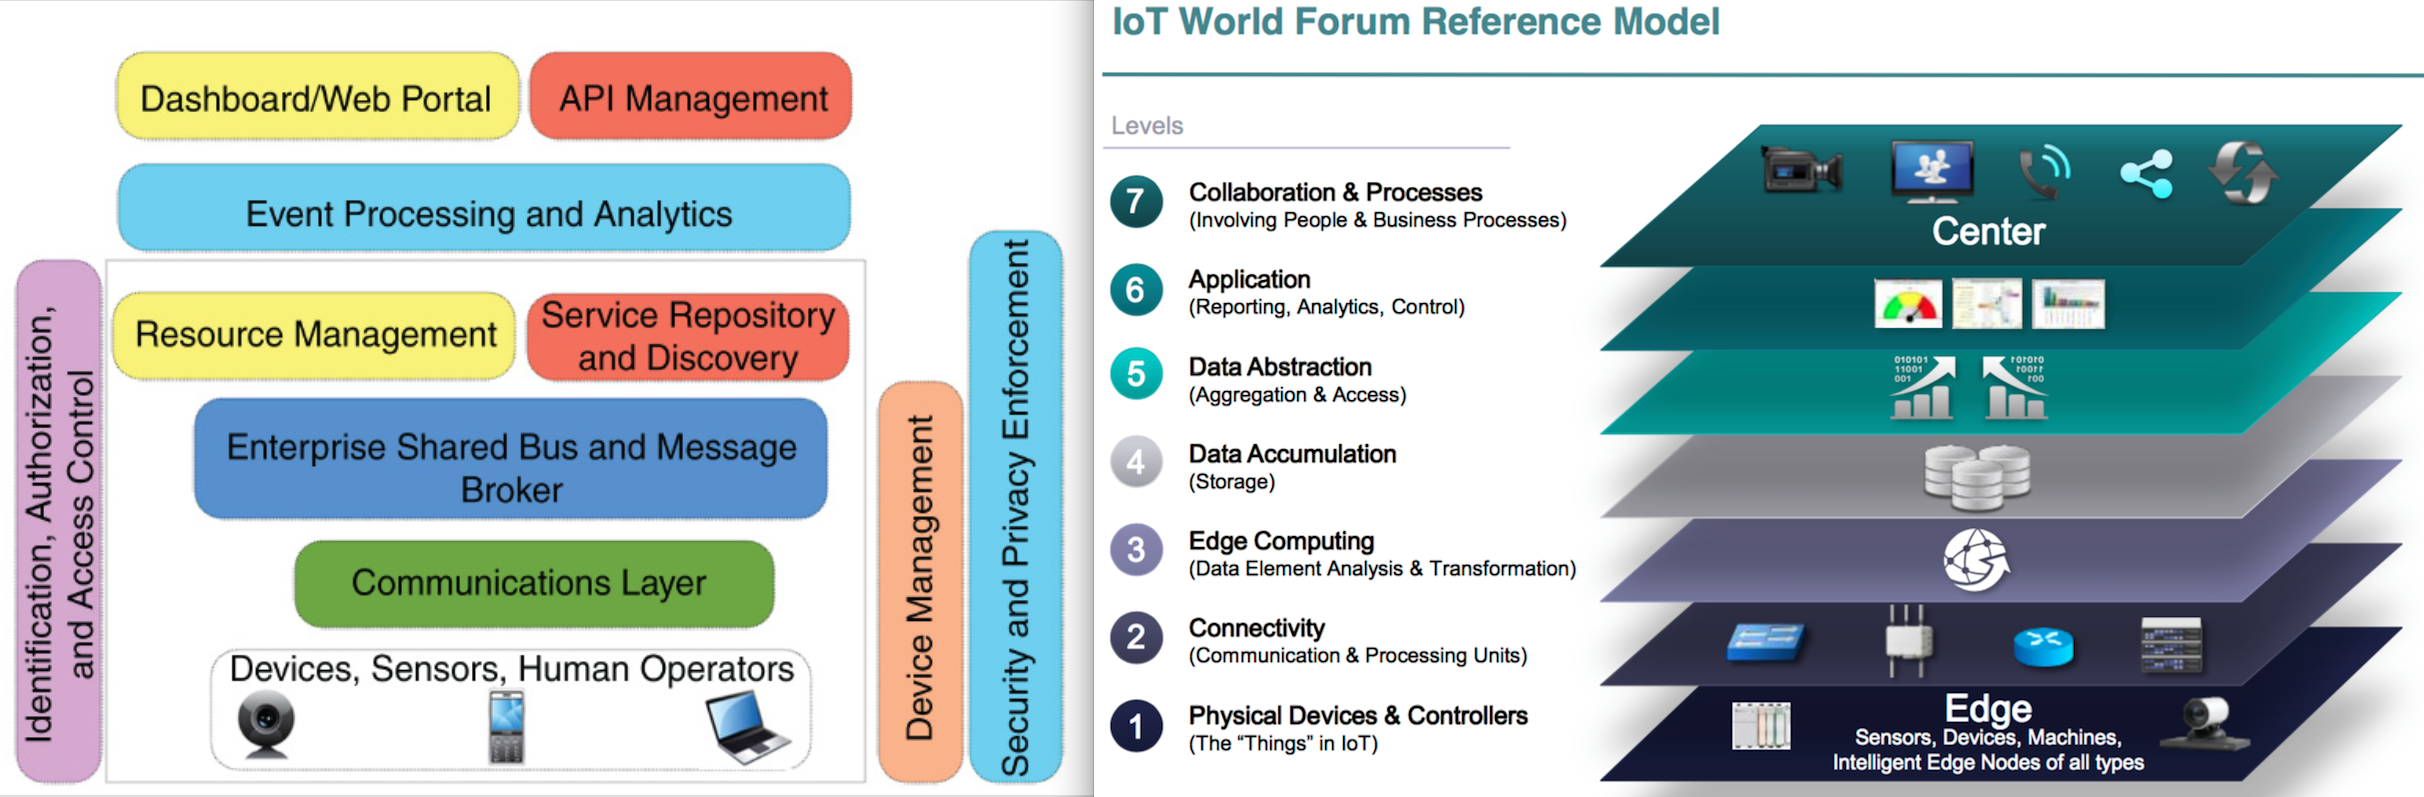 Dashboard/Web Portal
API Management
Event Processing and Analytics
Identification, Authorization,
and Access Control
Resource Management
Service Repository
and Discovery
Enterprise Shared Bus and Message
Broker
Communications Layer
Devices, Sensors, Human Operators
Device Management
Security and Privacy Enforcement
IoT World Forum Reference Model
Levels
7
Collaboration & Processes
(Involving People & Business Processes)
6
Application
(Reporting, Analytics, Control)
5
Data Abstraction
(Aggregation & Access)
4
Data Accumulation
(Storage)
3
Edge Computing
(Data Element Analysis & Transformation)
2
Connectivity
(Communication & Processing Units)
1
Physical Devices & Controllers
(The “Things” in IoT)
Center
010101
11001
001
Edge
Sensors, Devices, Machines,
Intelligent Edge Nodes of all types